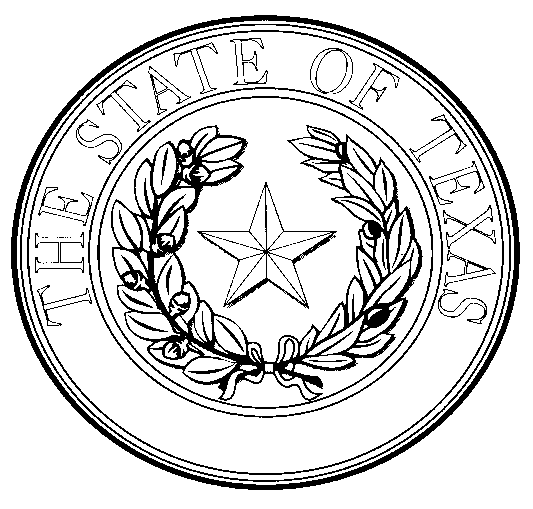 THE STATE OF TEXAS